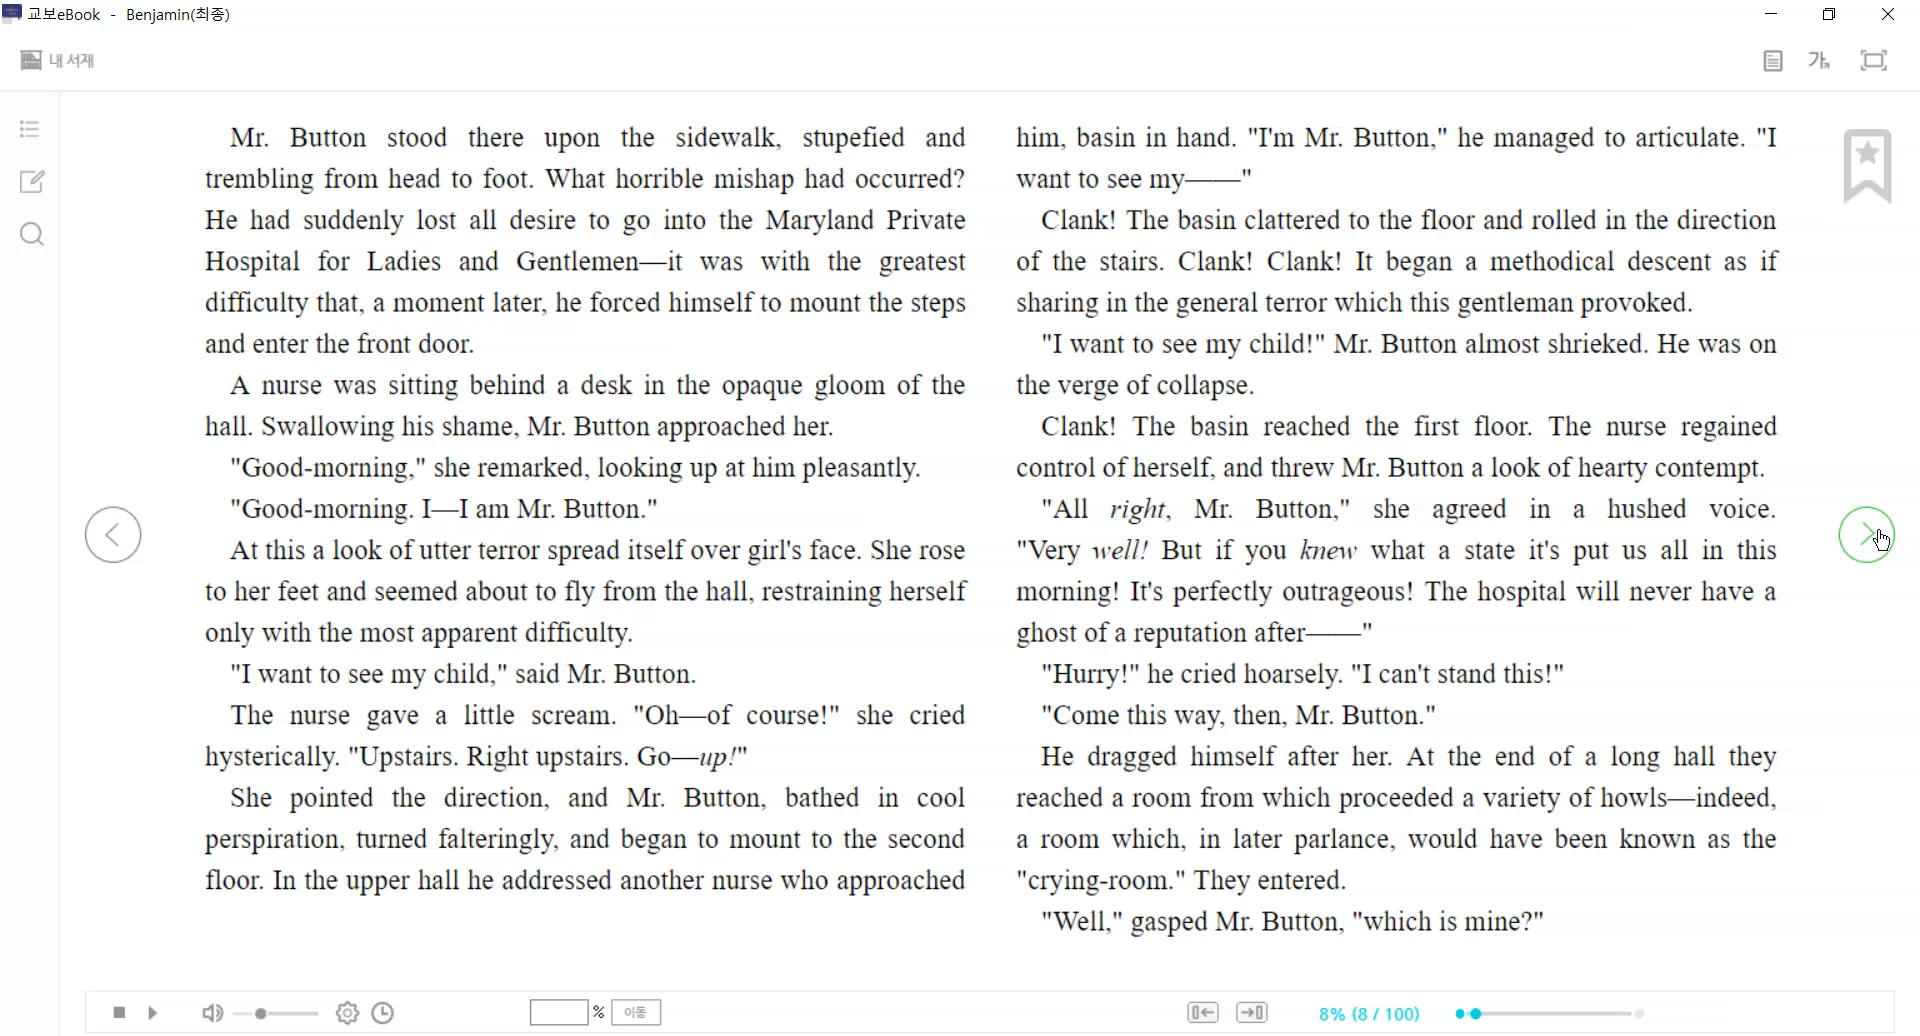 교보eBook - Benjamin(최종)
내 서재
가
Mr. Button stood there upon the sidewalk, stupefied and
trembling from head to foot. What horrible mishap had occurred?
He had suddenly lost all desire to go into the Maryland Private
Hospital for Ladies and Gentlemen—it was with the greatest
difficulty that, a moment later, he forced himself to mount the steps
and enter the front door.
A nurse was sitting behind a desk in the opaque gloom of the
hall. Swallowing his shame, Mr. Button approached her.
"Good-morning," she remarked, looking up at him pleasantly.
"Good-morning. I—I am Mr. Button."
At this a look of utter terror spread itself over girl's face. She rose
to her feet and seemed about to fly from the hall, restraining herself
only with the most apparent difficulty.
"I want to see my child," said Mr. Button.
The nurse gave a little scream. "Oh—of course!" she cried
hysterically. "Upstairs. Right upstairs. Go—up!"
She pointed the direction, and Mr. Button, bathed in cool
perspiration, turned falteringly, and began to mount to the second
floor. In the upper hall he addressed another nurse who approached
him, basin in hand. "I'm Mr. Button," he managed to articulate. "I
want to see my——"
Clank! The basin clattered to the floor and rolled in the direction
of the stairs. Clank! Clank! It began a methodical descent as if
sharing in the general terror which this gentleman provoked.
"I want to see my child!" Mr. Button almost shrieked. He was on
the verge of collapse.
Clank! The basin reached the first floor. The nurse regained
control of herself, and threw Mr. Button a look of hearty contempt.
"All right, Mr. Button," she agreed in a hushed voice.
"Very well! But if you knew what a state it's put us all in this
morning! It's perfectly outrageous! The hospital will never have a
ghost of a reputation after——"
"Hurry!" he cried hoarsely. "I can't stand this!"
"Come this way, then, Mr. Button."
He dragged himself after her. At the end of a long hall they
reached a room from which proceeded a variety of howls—indeed,
a room which, in later parlance, would have been known as the
"crying-room." They entered.
"Well," gasped Mr. Button, "which is mine?"
% 이동
8% (8 / 100)